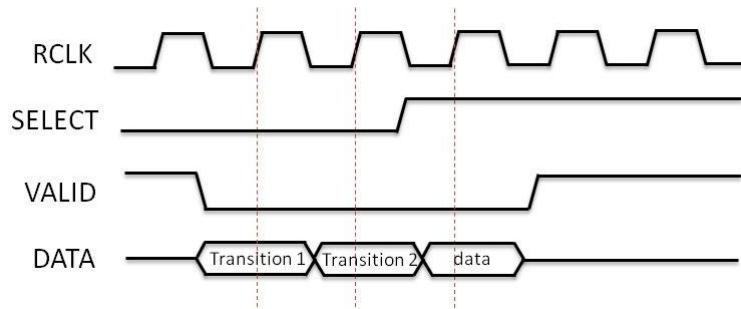 RCLK
SELECT
VALID
DATA
Transition 1
Transition 2
data